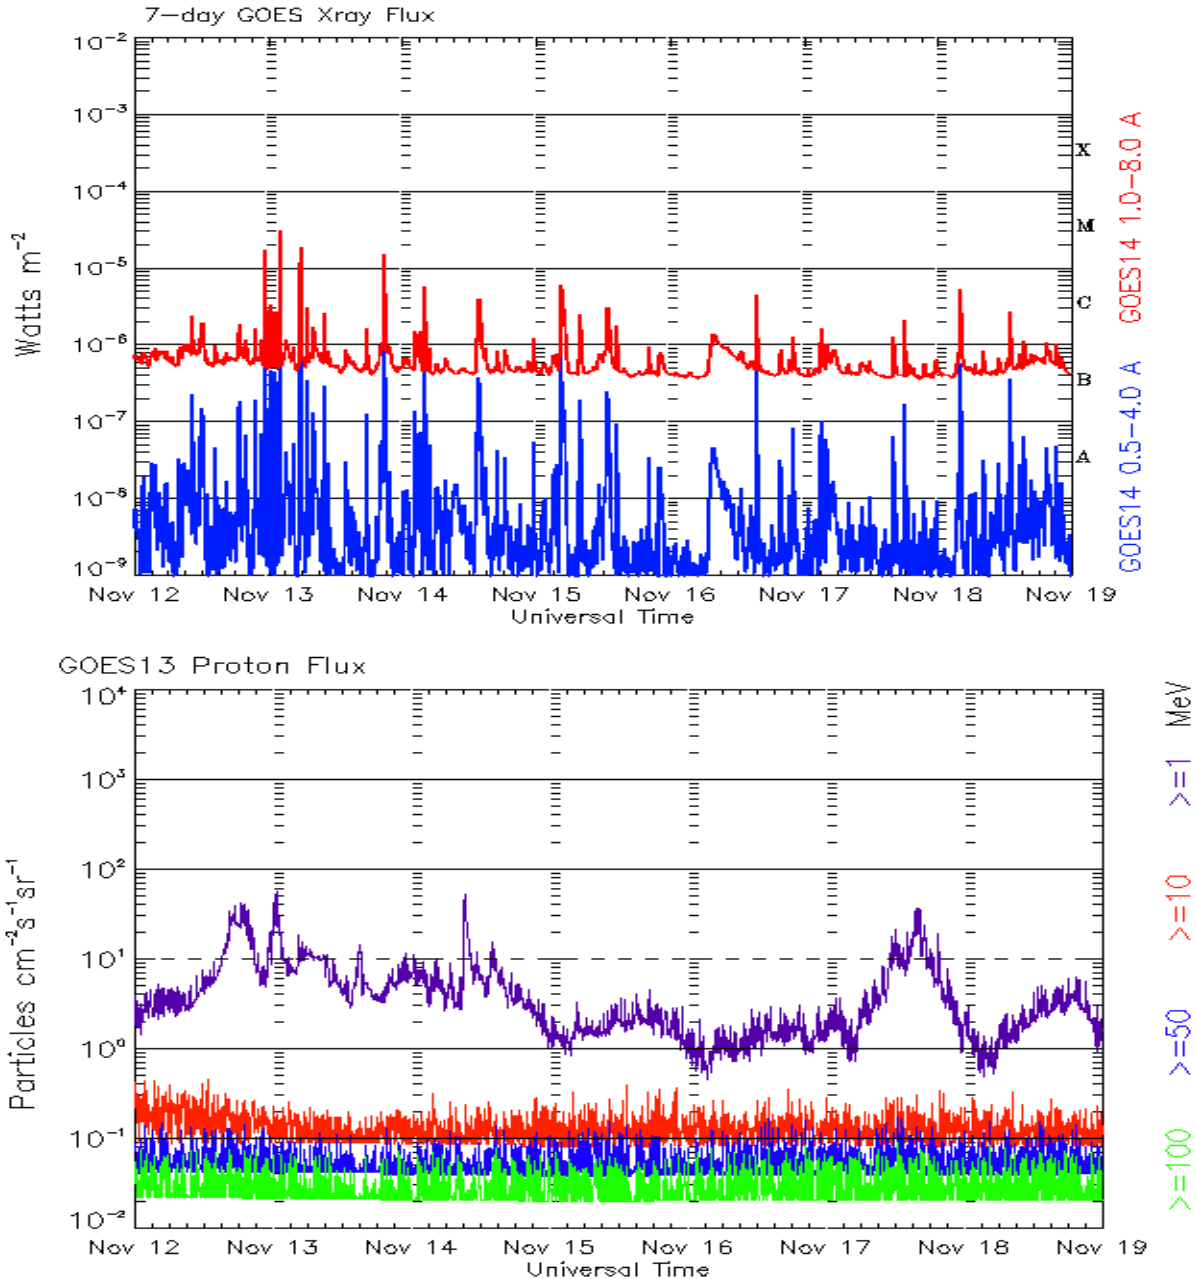 7-day GOES Xray Flux
10⁻²
10⁻³
10⁻⁴
10⁻⁵
10⁻⁶
10⁻⁷
10⁻⁸
10⁻⁹
Watts m⁻²
X
M
C
B
A
GOES14 1.0-8.0 A
GOES14 0.5-4.0 A
Nov 12 Nov 13 Nov 14 Nov 15 Nov 16 Nov 17 Nov 18 Nov 19
Universal Time
GOES13 Proton Flux
10⁴
10³
10²
10¹
10⁰
10⁻¹
10⁻²
Particles cm⁻²s⁻¹sr⁻¹
>=1 MeV
>=10
>=50
>=100
Nov 12 Nov 13 Nov 14 Nov 15 Nov 16 Nov 17 Nov 18 Nov 19
Universal Time